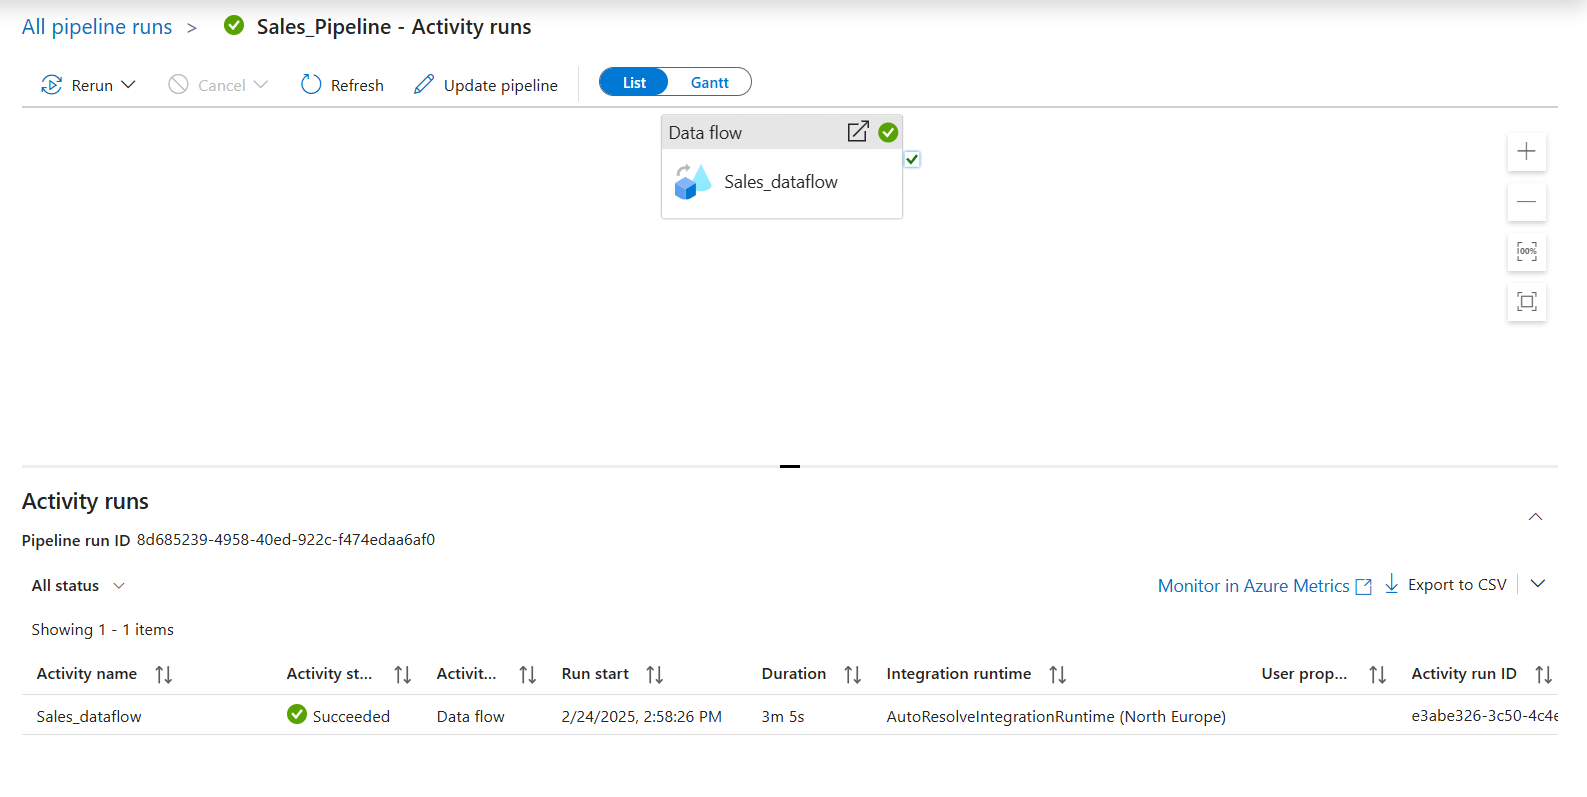 All pipeline runs > Sales_Pipeline - Activity runs
Rerun Cancel Refresh Update pipeline List Gantt
Data flow
Sales_dataflow
100%
Activity runs
Pipeline run ID 8d685239-4958-40ed-922c-f474edaa6af0
All status Monitor in Azure Metrics Export to CSV
Showing 1 - 1 items
Activity name Activity st... Activit... Run start Duration Integration runtime User prop... Activity run ID
Sales_dataflow Succeeded Data flow 2/24/2025, 2:58:26 PM 3m 5s AutoResolveIntegrationRuntime (North Europe) e3abe326-3c50-4c4e